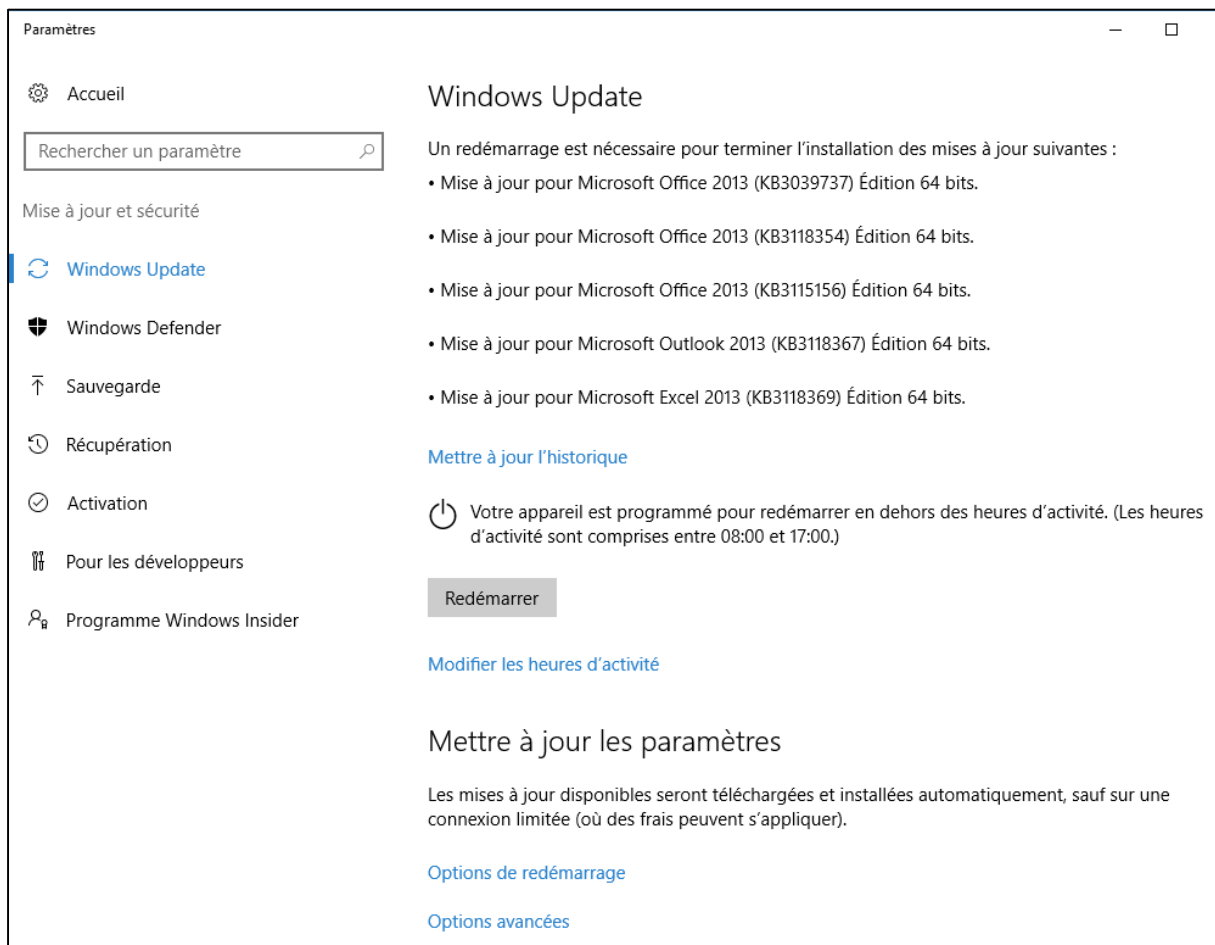 Paramètres
Accueil
Rechercher un paramètre
Mise à jour et sécurité
Windows Update
Windows Defender
Sauvegarde
Récupération
Activation
Pour les développeurs
Programme Windows Insider
Windows Update
Un redémarrage est nécessaire pour terminer l'installation des mises à jour suivantes :
• Mise à jour pour Microsoft Office 2013 (KB3039737) Édition 64 bits.
• Mise à jour pour Microsoft Office 2013 (KB3118354) Édition 64 bits.
• Mise à jour pour Microsoft Office 2013 (KB3115156) Édition 64 bits.
• Mise à jour pour Microsoft Outlook 2013 (KB3118367) Édition 64 bits.
• Mise à jour pour Microsoft Excel 2013 (KB3118369) Édition 64 bits.
Mettre à jour l'historique
Votre appareil est programmé pour redémarrer en dehors des heures d'activité. (Les heures
d'activité sont comprises entre 08:00 et 17:00.)
Redémarrer
Modifier les heures d'activité
Mettre à jour les paramètres
Les mises à jour disponibles seront téléchargées et installées automatiquement, sauf sur une
connexion limitée (où des frais peuvent s'appliquer).
Options de redémarrage
Options avancées